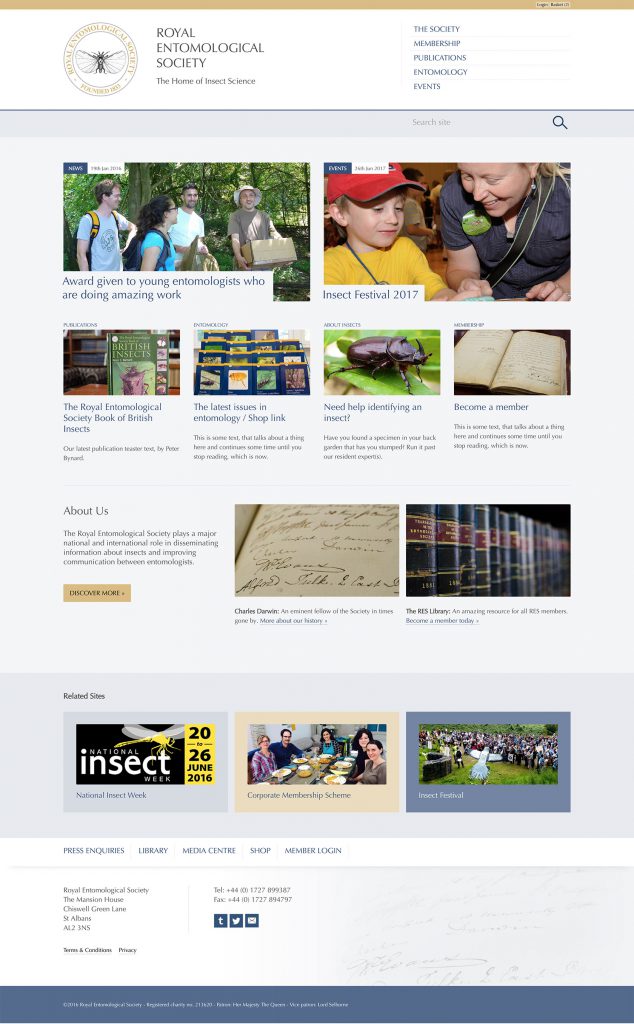 Login Basket (2)
ROYAL ENTOMOLOGICAL SOCIETY
FOUNDED 1833
ROYAL
ENTOMOLOGICAL
SOCIETY
The Home of Insect Science
THE SOCIETY
MEMBERSHIP
PUBLICATIONS
ENTOMOLOGY
EVENTS
Search site
NEWS 19th Jan 2016
Award given to young entomologists who
are doing amazing work
EVENTS 26th Jun 2017
Insect Festival 2017
PUBLICATIONS
BRITISH
INSECTS
The Royal Entomological
Society Book of British
Insects
Our latest publication teaster text, by Peter
Bynard.
ENTOMOLOGY
The latest issues in
entomology / Shop link
This is some text, that talks about a thing
here and continues some time until you
stop reading, which is now.
ABOUT INSECTS
Need help identifying an
insect?
Have you found a specimen in your back
garden that has you stumped? Run it past
our resident expert(s).
MEMBERSHIP
Become a member
This is some text, that talks about a thing
here and continues some time until you
stop reading, which is now.
About Us
The Royal Entomological Society plays a major
national and international role in disseminating
information about insects and improving
communication between entomologists.
DISCOVER MORE »
Charles Darwin: An eminent fellow of the Society in times
gone by. More about our history »
The RES Library: An amazing resource for all RES members.
Become a member today »
Related Sites
NATIONAL
insect
WEEK
20
to
26
JUNE
2016
National Insect Week
Corporate Membership Scheme
Insect Festival
PRESS ENQUIRIES LIBRARY MEDIA CENTRE SHOP MEMBER LOGIN
Royal Entomological Society
The Mansion House
Chiswell Green Lane
St Albans
AL2 3NS
Tel: +44 (0) 1727 899387
Fax: +44 (0) 1727 894797
Terms & Conditions Privacy
©2016 Royal Entomological Society - Registered charity no. 213620 - Patron: Her Majesty The Queen - Vice-patron: Lord Selborne